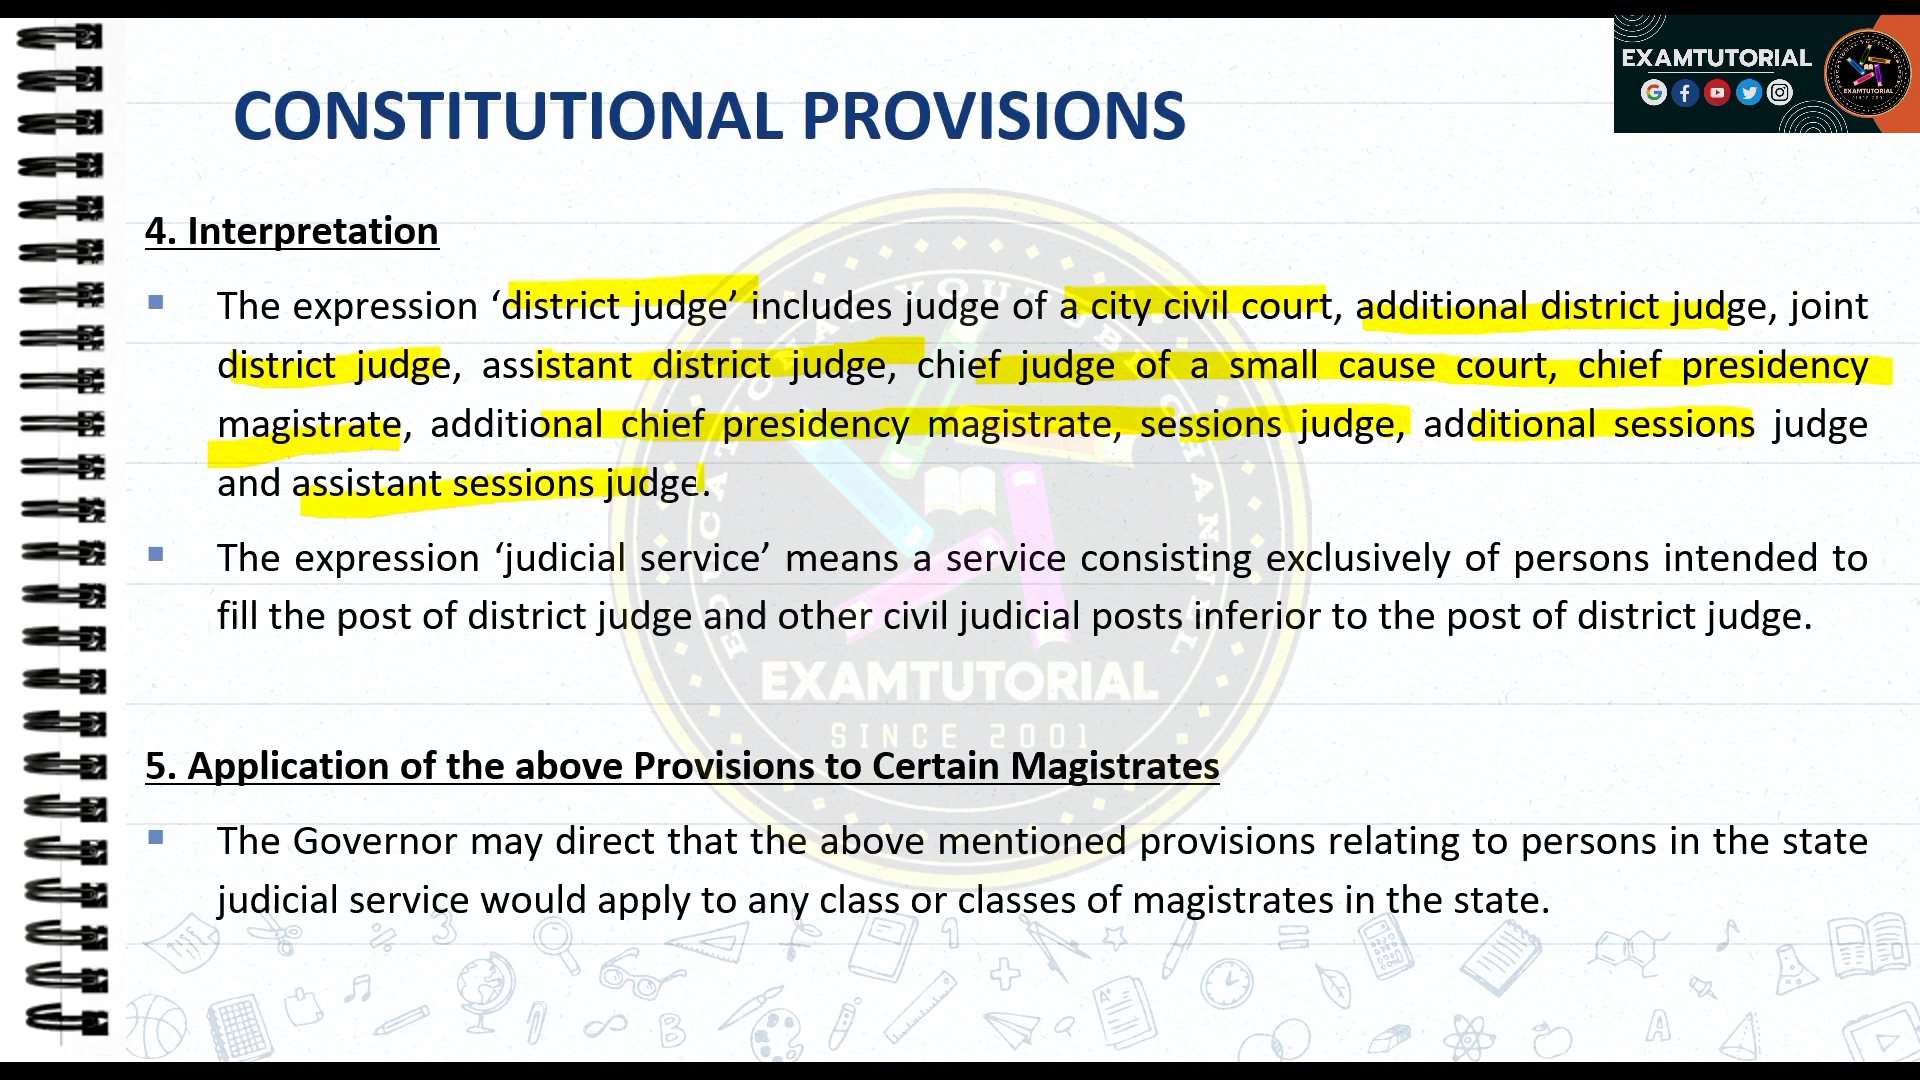 EXAMTUTORIAL
CONSTITUTIONAL PROVISIONS
4. Interpretation
The expression ‘district judge’ includes judge of a city civil court, additional district judge, joint
district judge, assistant district judge, chief judge of a small cause court, chief presidency
magistrate, additional chief presidency magistrate, sessions judge, additional sessions judge
and assistant sessions judge.
The expression ‘judicial service’ means a service consisting exclusively of persons intended to
fill the post of district judge and other civil judicial posts inferior to the post of district judge.
EXAMTUTORIAL
SINCE 2001
5. Application of the above Provisions to Certain Magistrates
The Governor may direct that the above mentioned provisions relating to persons in the state
judicial service would apply to any class or classes of magistrates in the state.